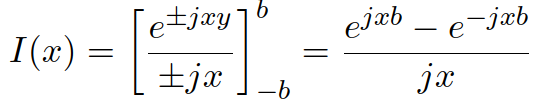 I(x) = [ e^{±jxy} / ±jx ]_{-b}^{b} = (e^{jxb} − e^{−jxb}) / jx